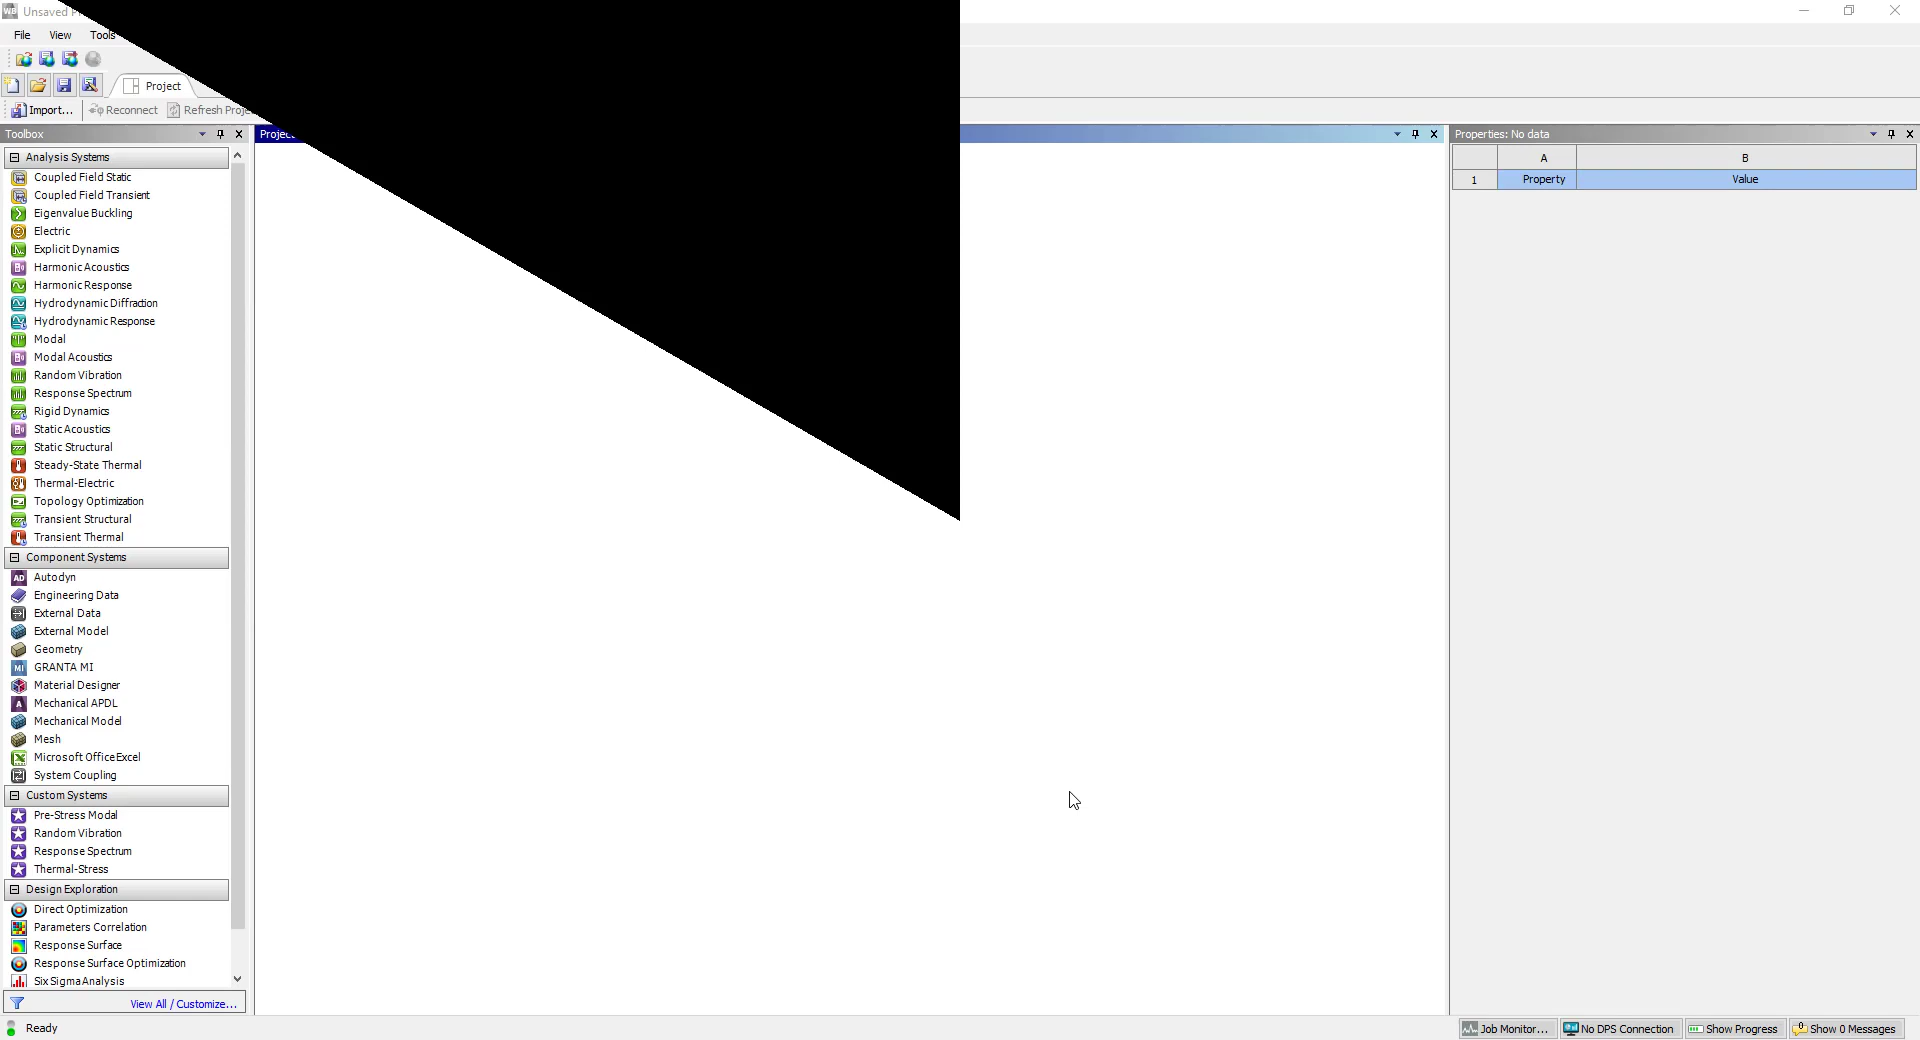 Unsaved
File View Tools
Project
Import... Reconnect Refresh
Toolbox
Properties: No data
Analysis Systems
A B
Coupled Field Static
1 Property Value
Coupled Field Transient
Eigenvalue Buckling
Electric
Explicit Dynamics
Harmonic Acoustics
Harmonic Response
Hydrodynamic Diffraction
Hydrodynamic Response
Modal
Modal Acoustics
Random Vibration
Response Spectrum
Rigid Dynamics
Static Acoustics
Static Structural
Steady-State Thermal
Thermal-Electric
Topology Optimization
Transient Structural
Transient Thermal
Component Systems
Autodyn
Engineering Data
External Data
External Model
Geometry
GRANTA MI
Material Designer
Mechanical APDL
Mechanical Model
Mesh
Microsoft Office Excel
System Coupling
Custom Systems
Pre-Stress Modal
Random Vibration
Response Spectrum
Thermal-Stress
Design Exploration
Direct Optimization
Parameters Correlation
Response Surface
Response Surface Optimization
Six Sigma Analysis
View All / Customize...
Ready
Job Monitor... No DPS Connection Show Progress Show 0 Messages